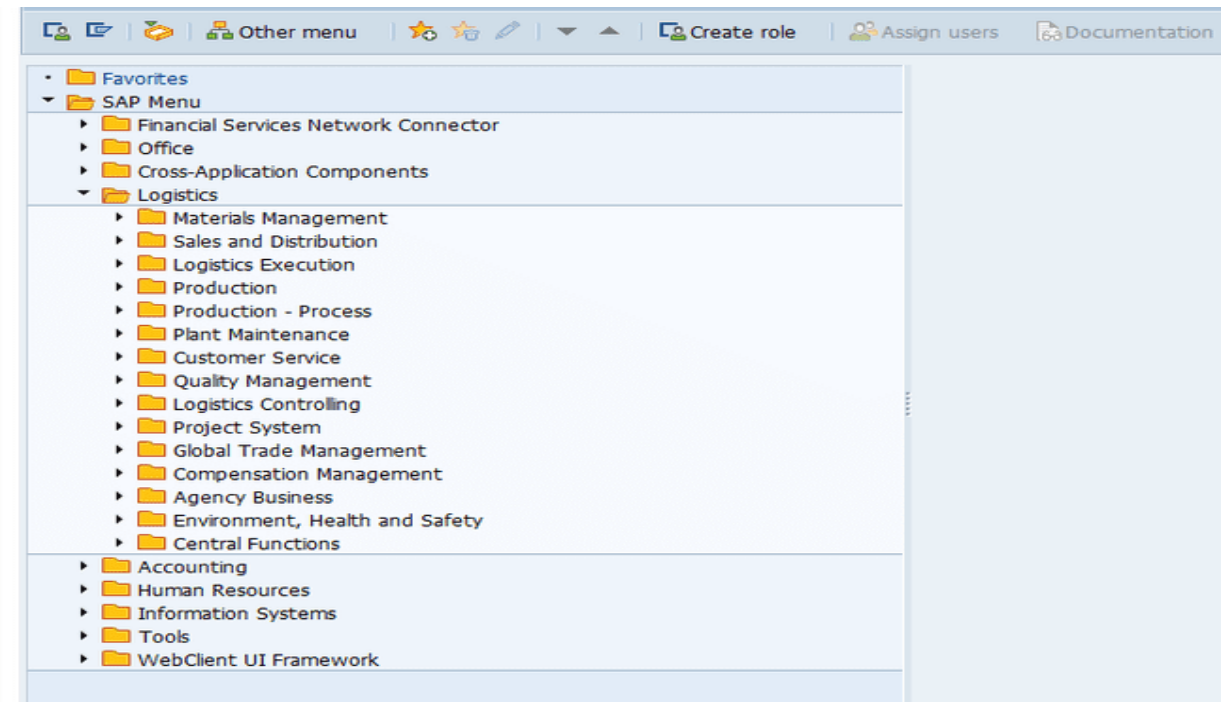 Other menu Create role Assign users Documentation
Favorites
SAP Menu
Financial Services Network Connector
Office
Cross-Application Components
Logistics
Materials Management
Sales and Distribution
Logistics Execution
Production
Production - Process
Plant Maintenance
Customer Service
Quality Management
Logistics Controlling
Project System
Global Trade Management
Compensation Management
Agency Business
Environment, Health and Safety
Central Functions
Accounting
Human Resources
Information Systems
Tools
WebClient UI Framework